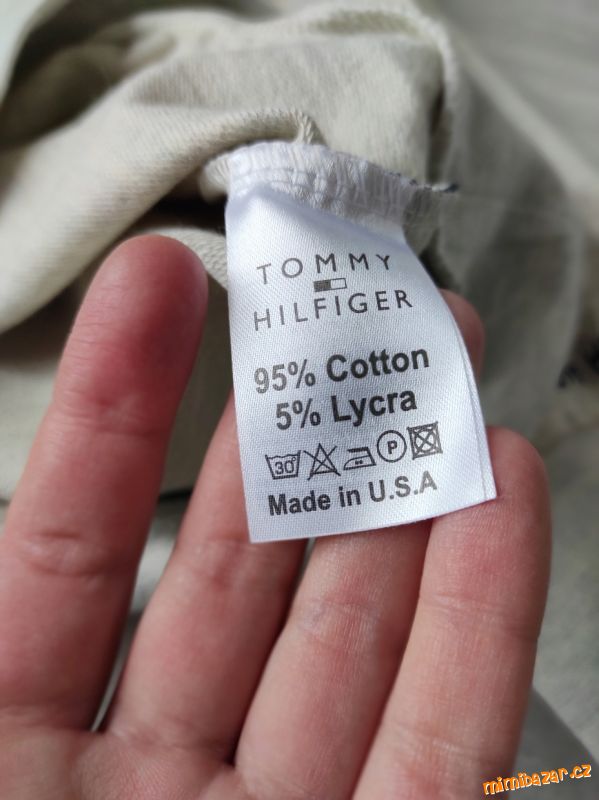 TOMMY
HILFIGER
95% Cotton
5% Lycra
30 P
Made in U.S.A
mimibazar.cz